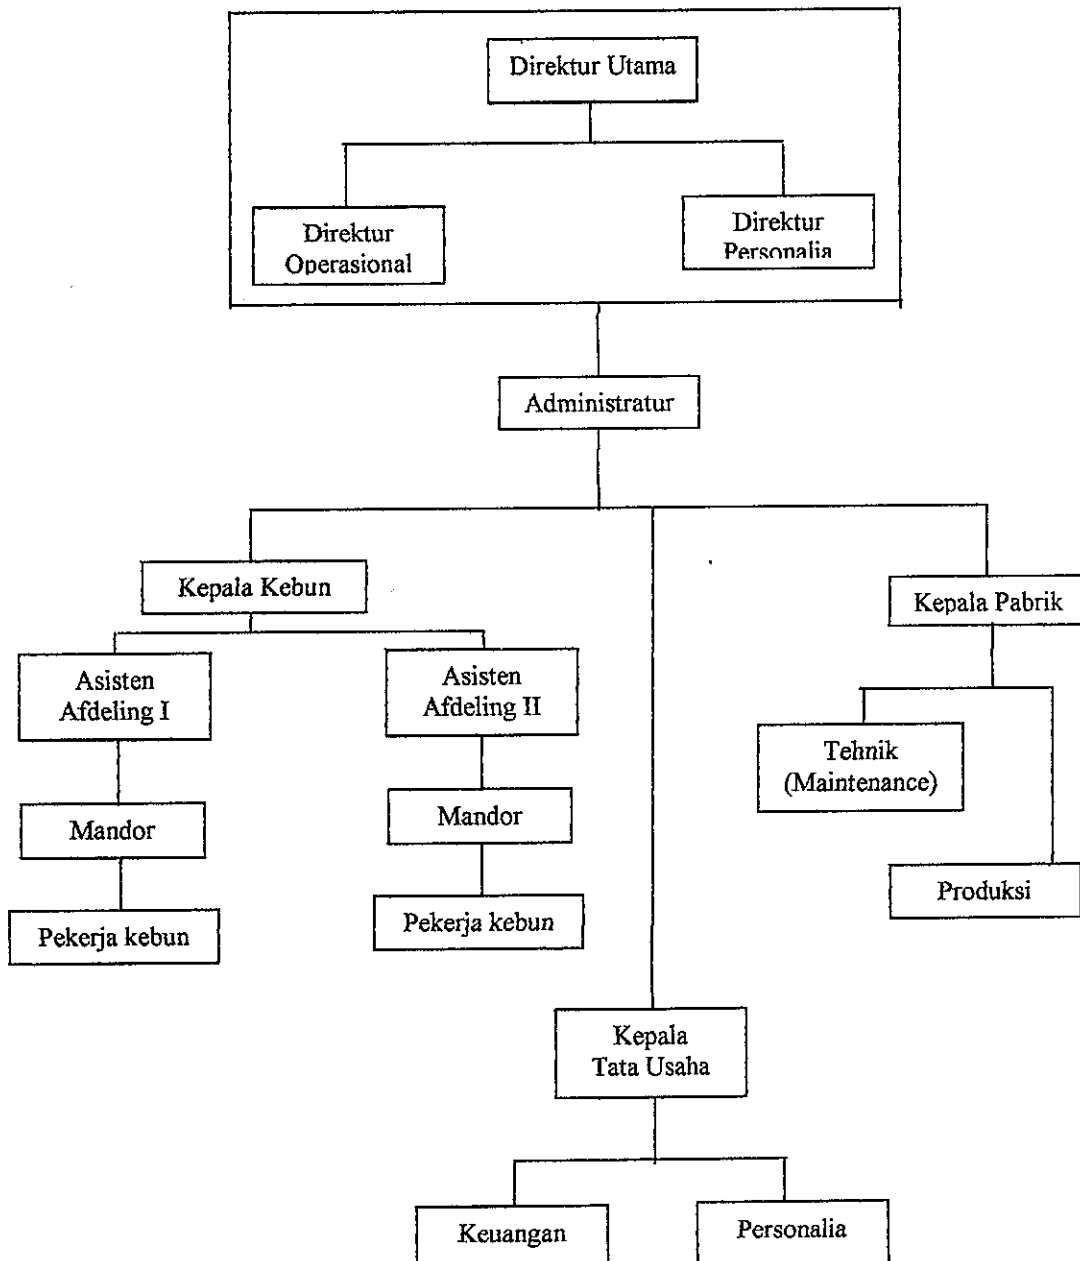 Direktur Utama
Direktur
Operasional
Direktur
Personalia
Administratur
Kepala Kebun
Kepala Pabrik
Asisten
Afdeling I
Asisten
Afdeling II
Tehnik
(Maintenance)
Mandor
Mandor
Produksi
Pekerja kebun
Pekerja kebun
Kepala
Tata Usaha
Keuangan
Personalia